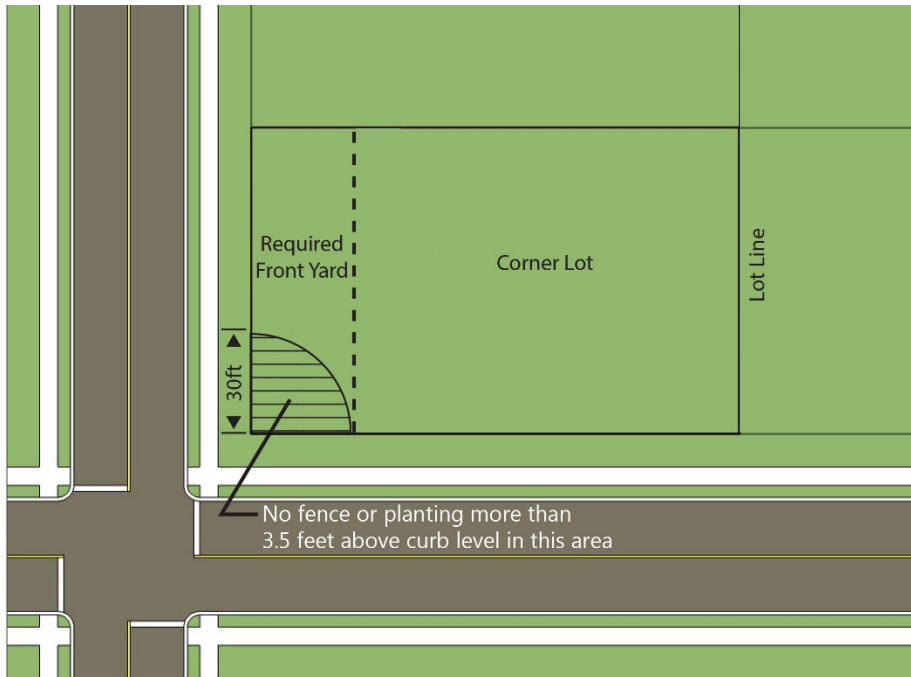 Required
Front Yard
Corner Lot
Lot Line
30ft
No fence or planting more than
3.5 feet above curb level in this area